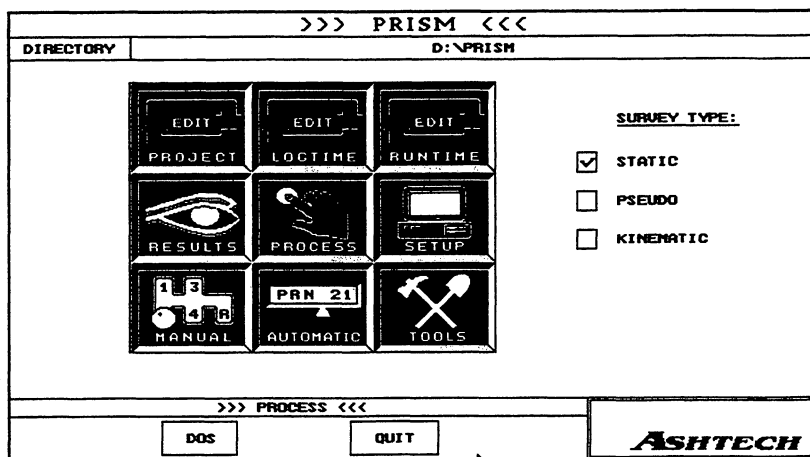 >>> PRISM <<<
DIRECTORY D:\PRISM
EDIT EDIT EDIT
PROJECT LOGTIME RUNTIME
RESULTS PROCESS SETUP
1 3
4 R
PRN 21
MANUAL AUTOMATIC TOOLS
SURVEY TYPE:
STATIC
PSEUDO
KINEMATIC
>>> PROCESS <<<
DOS QUIT
ASHTECH